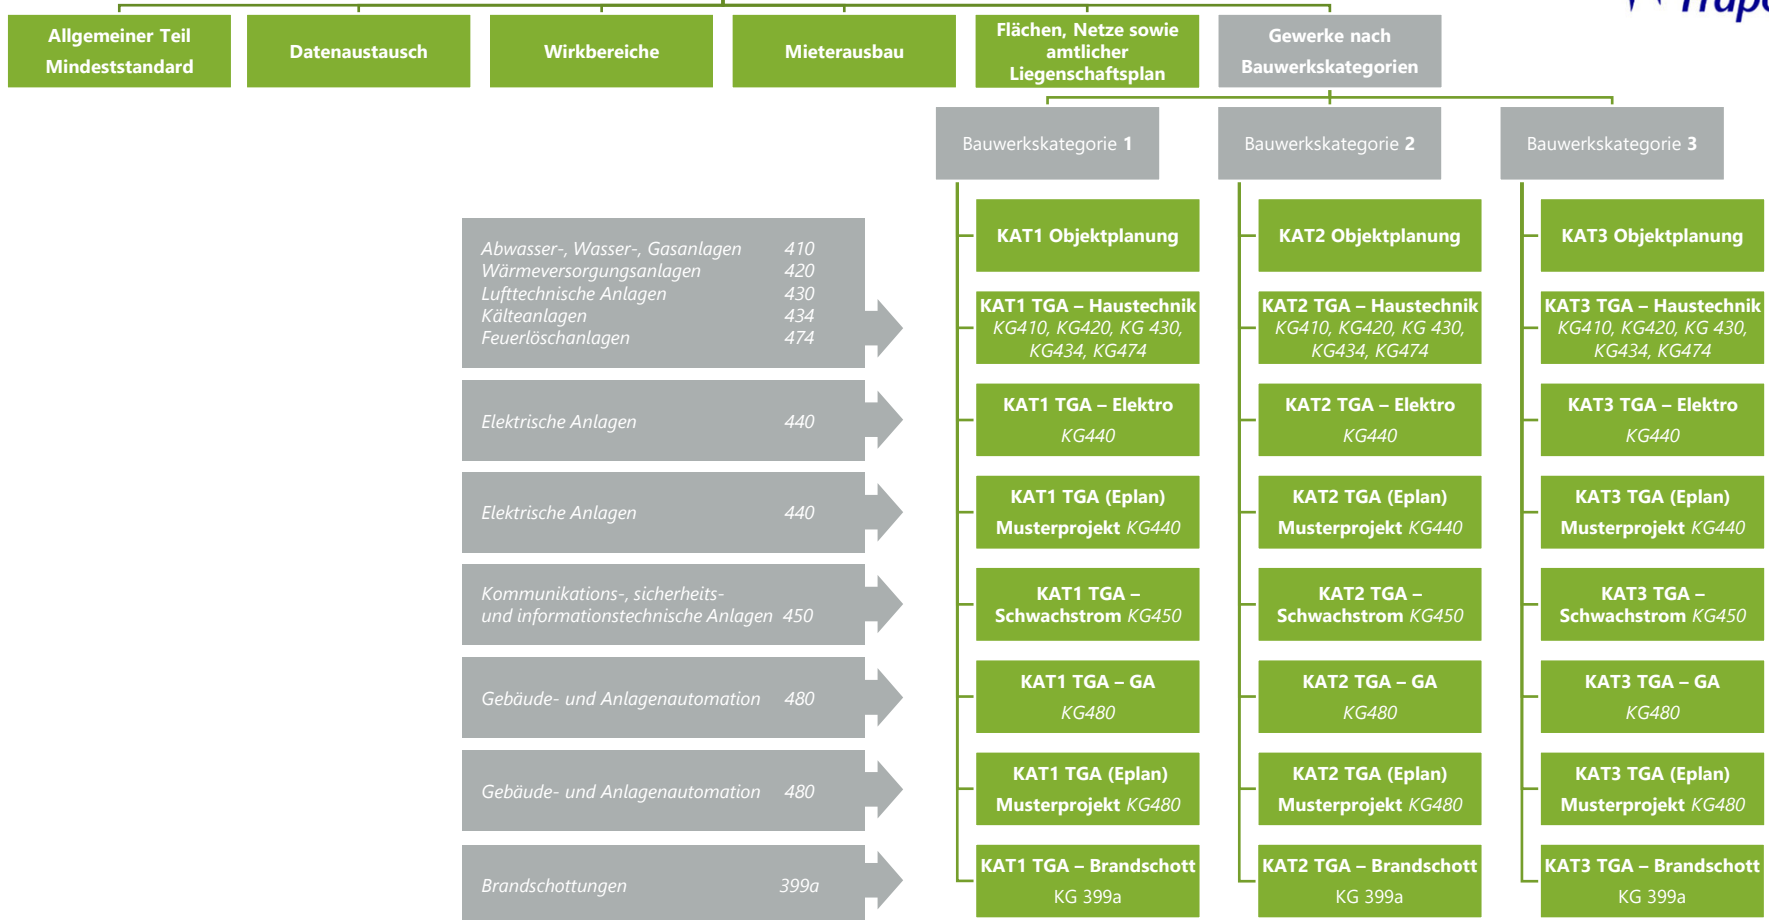 Allgemeiner Teil
Mindeststandard
Datenaustausch
Wirkbereiche
Mieterausbau
Flächen, Netze sowie
amtlicher
Liegenschaftsplan
Gewerke nach
Bauwerkskategorien
Bauwerkskategorie 1
Bauwerkskategorie 2
Bauwerkskategorie 3
KAT1 Objektplanung
KAT2 Objektplanung
KAT3 Objektplanung
Abwasser-, Wasser-, Gasanlagen 410
Wärmeversorgungsanlagen 420
Lufttechnische Anlagen 430
Kälteanlagen 434
Feuerlöschanlagen 474
KAT1 TGA – Haustechnik
KG410, KG420, KG 430,
KG434, KG474
KAT2 TGA – Haustechnik
KG410, KG420, KG 430,
KG434, KG474
KAT3 TGA – Haustechnik
KG410, KG420, KG 430,
KG434, KG474
Elektrische Anlagen 440
KAT1 TGA – Elektro
KG440
KAT2 TGA – Elektro
KG440
KAT3 TGA – Elektro
KG440
Elektrische Anlagen 440
KAT1 TGA (Eplan)
Musterprojekt KG440
KAT2 TGA (Eplan)
Musterprojekt KG440
KAT3 TGA (Eplan)
Musterprojekt KG440
Kommunikations-, sicherheits-
und informationstechnische Anlagen 450
KAT1 TGA –
Schwachstrom KG450
KAT2 TGA –
Schwachstrom KG450
KAT3 TGA –
Schwachstrom KG450
Gebäude- und Anlagenautomation 480
KAT1 TGA – GA
KG480
KAT2 TGA – GA
KG480
KAT3 TGA – GA
KG480
Gebäude- und Anlagenautomation 480
KAT1 TGA (Eplan)
Musterprojekt KG480
KAT2 TGA (Eplan)
Musterprojekt KG480
KAT3 TGA (Eplan)
Musterprojekt KG480
Brandschottungen 399a
KAT1 TGA – Brandschott
KG 399a
KAT2 TGA – Brandschott
KG 399a
KAT3 TGA – Brandschott
KG 399a